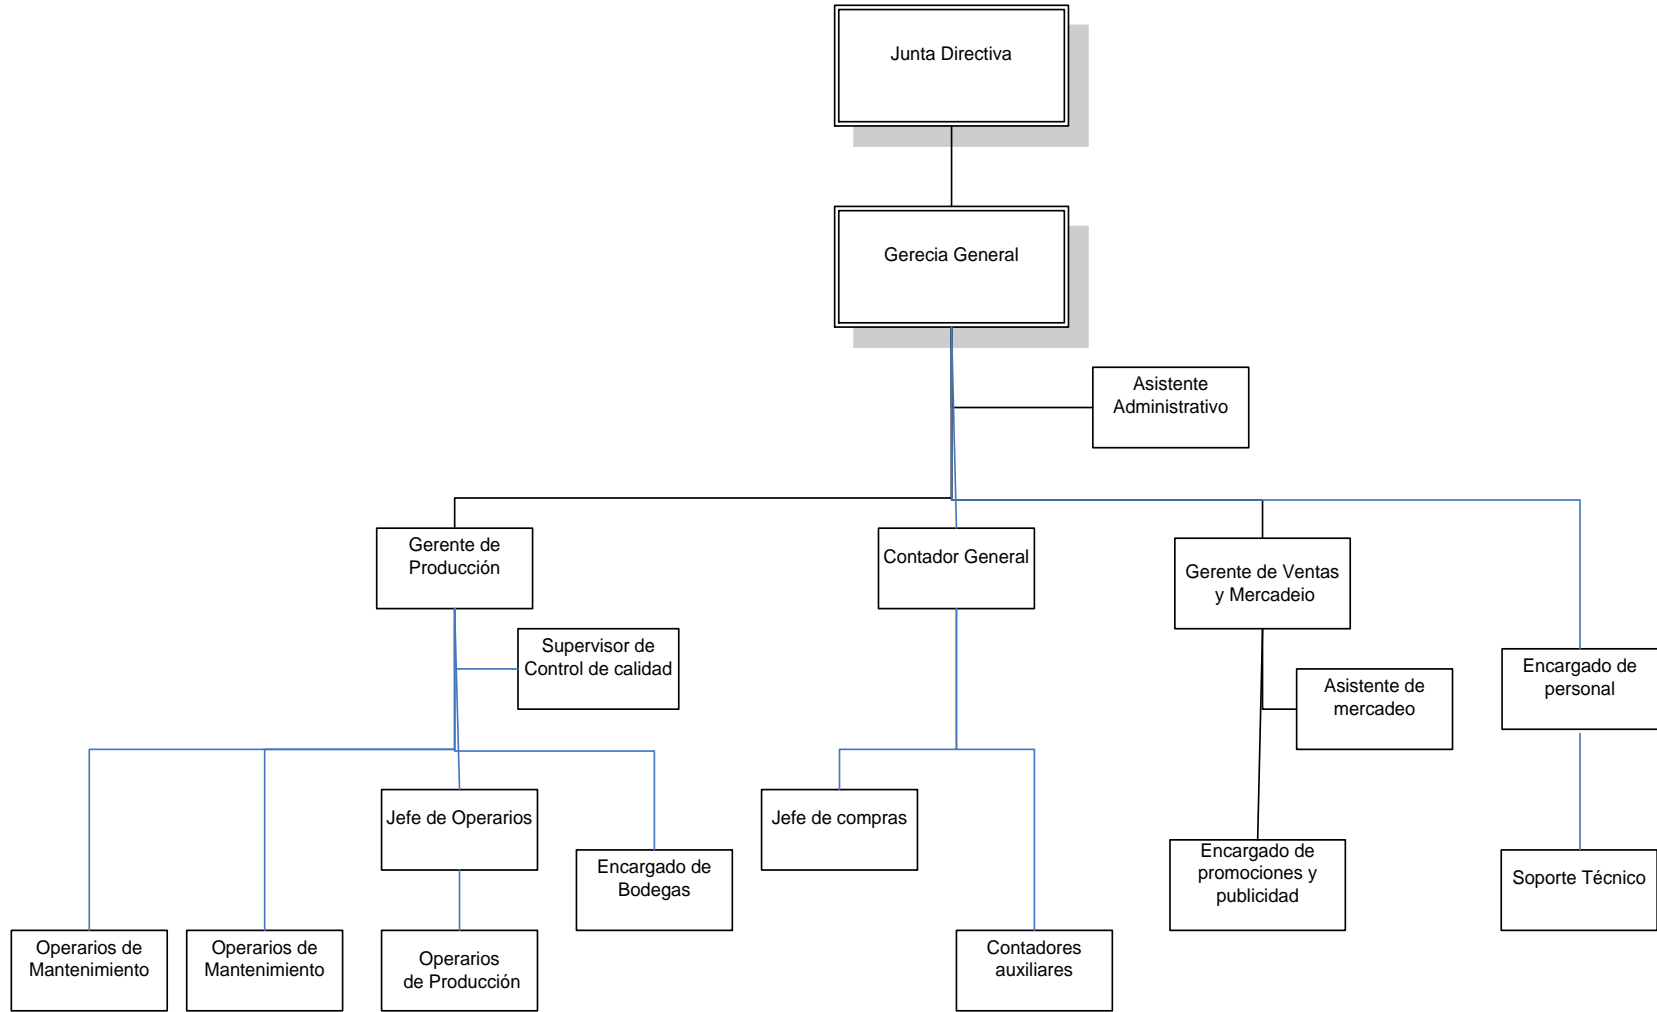 Junta Directiva
Gerecia General
Asistente
Administrativo
Gerente de
Producción
Contador General
Gerente de Ventas
y Mercadeio
Supervisor de
Control de calidad
Encargado de
personal
Asistente de
mercadeo
Jefe de Operarios
Jefe de compras
Encargado de
Bodegas
Encargado de
promociones y
publicidad
Soporte Técnico
Operarios de
Mantenimiento
Operarios de
Mantenimiento
Operarios
de Producción
Contadores
auxiliares